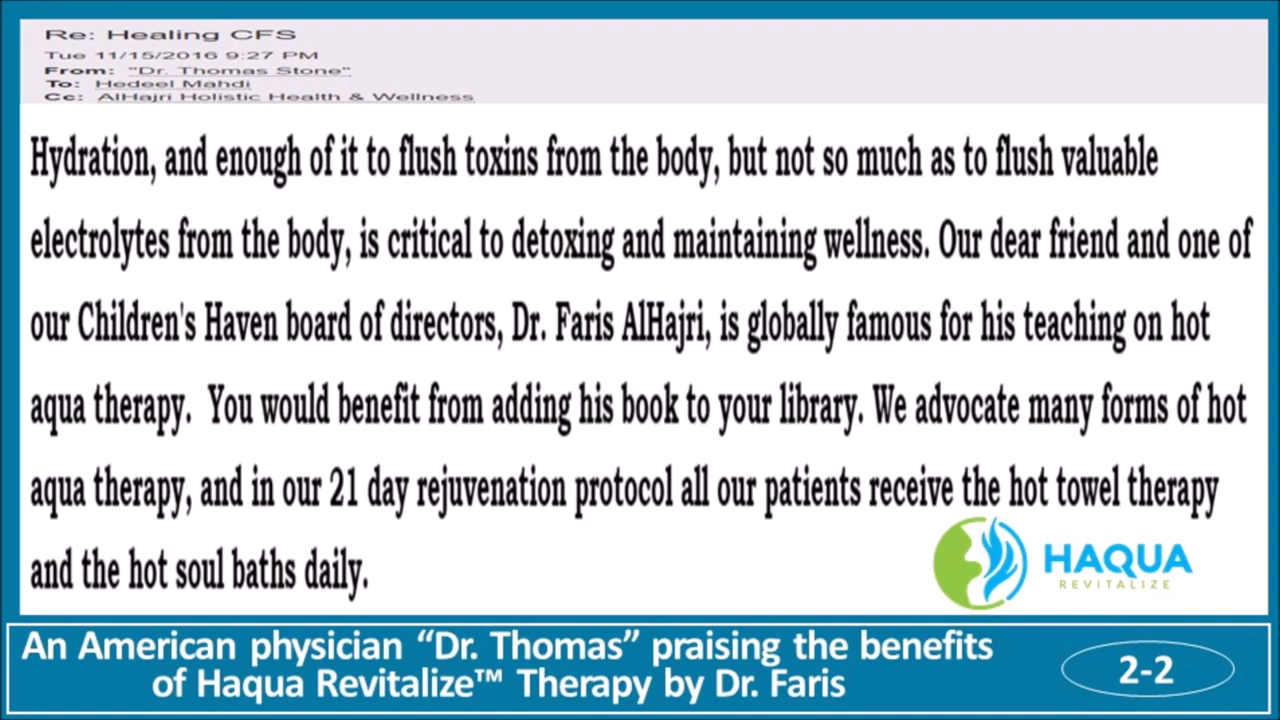 Re: Healing CFS
Tue 11/15/2016 9:27 PM
From: "Dr. Thomas Stone"
To: Hedeel Mahdi
Cc: AlHajri Holistic Health & Wellness
Hydration, and enough of it to flush toxins from the body, but not so much as to flush valuable
electrolytes from the body, is critical to detoxing and maintaining wellness. Our dear friend and one of
our Children's Haven board of directors, Dr. Faris AlHajri, is globally famous for his teaching on hot
aqua therapy. You would benefit from adding his book to your library. We advocate many forms of hot
aqua therapy, and in our 21 day rejuvenation protocol all our patients receive the hot towel therapy
and the hot soul baths daily.
HAQUA
REVITALIZE
An American physician “Dr. Thomas” praising the benefits
of Haqua Revitalize™ Therapy by Dr. Faris
2-2